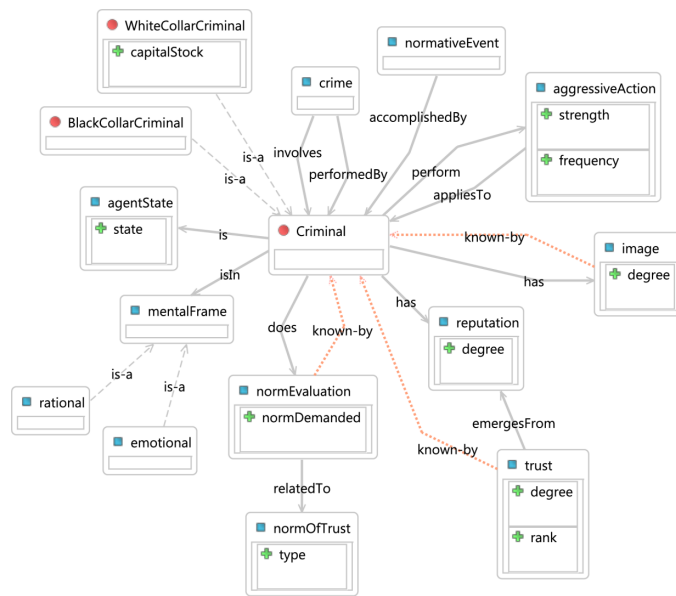 WhiteCollarCriminal
capitalStock
normativeEvent
crime
aggressiveAction
strength
frequency
BlackCollarCriminal
accomplishedBy
is-a
involves
performedBy
perform
is-a
appliesTo
agentState
state
is
Criminal
known-by
image
degree
isIn
has
mentalFrame
does
known-by
has
reputation
degree
is-a
is-a
rational
emotional
normEvaluation
normDemanded
emergesFrom
known-by
trust
degree
rank
relatedTo
normOfTrust
type